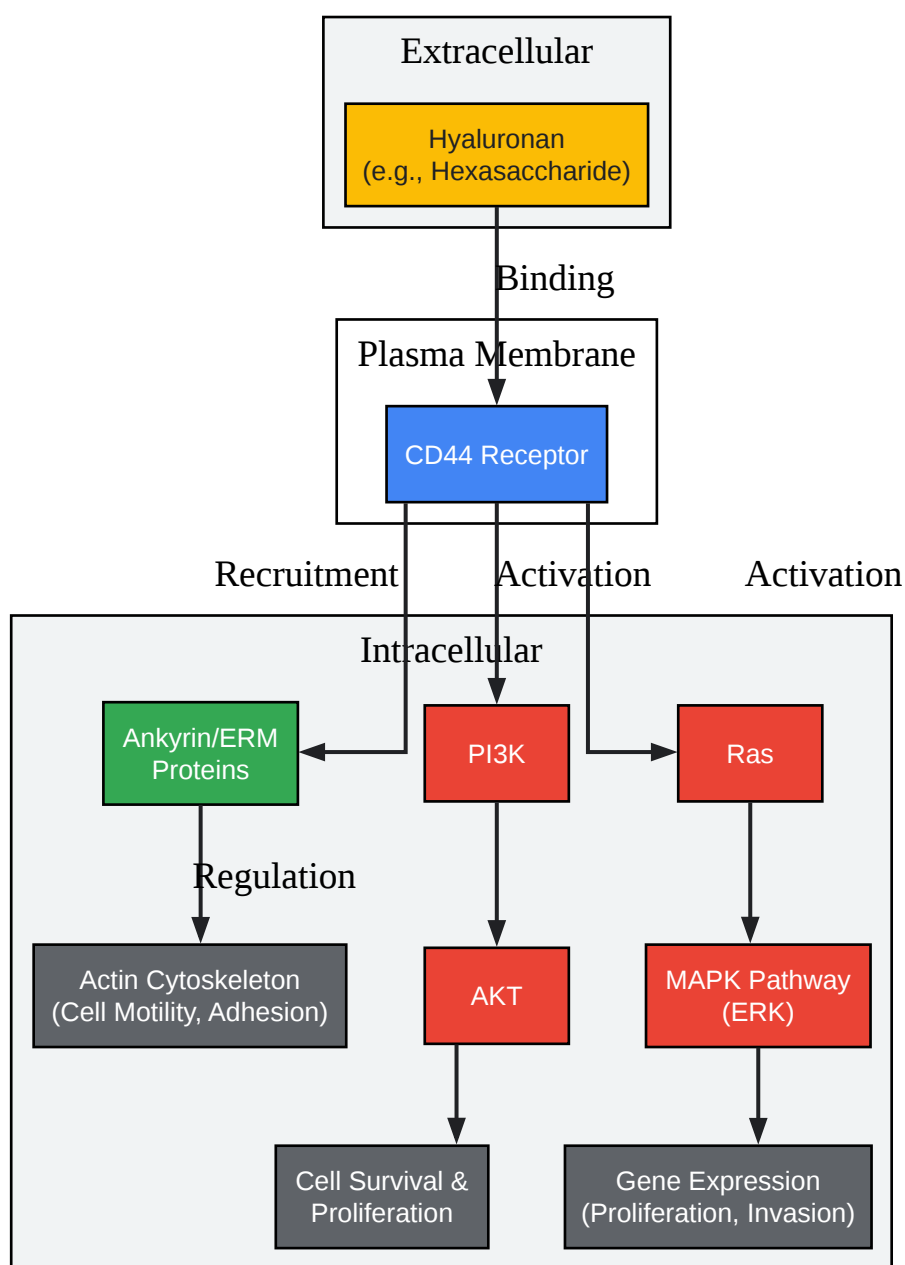 Extracellular
Hyaluronan
(e.g., Hexasaccharide)
Binding
Plasma Membrane
CD44 Receptor
Recruitment
Activation
Activation
Intracellular
Ankyrin/ERM
Proteins
PI3K
Ras
Regulation
Actin Cytoskeleton
(Cell Motility, Adhesion)
AKT
MAPK Pathway
(ERK)
Cell Survival &
Proliferation
Gene Expression
(Proliferation, Invasion)